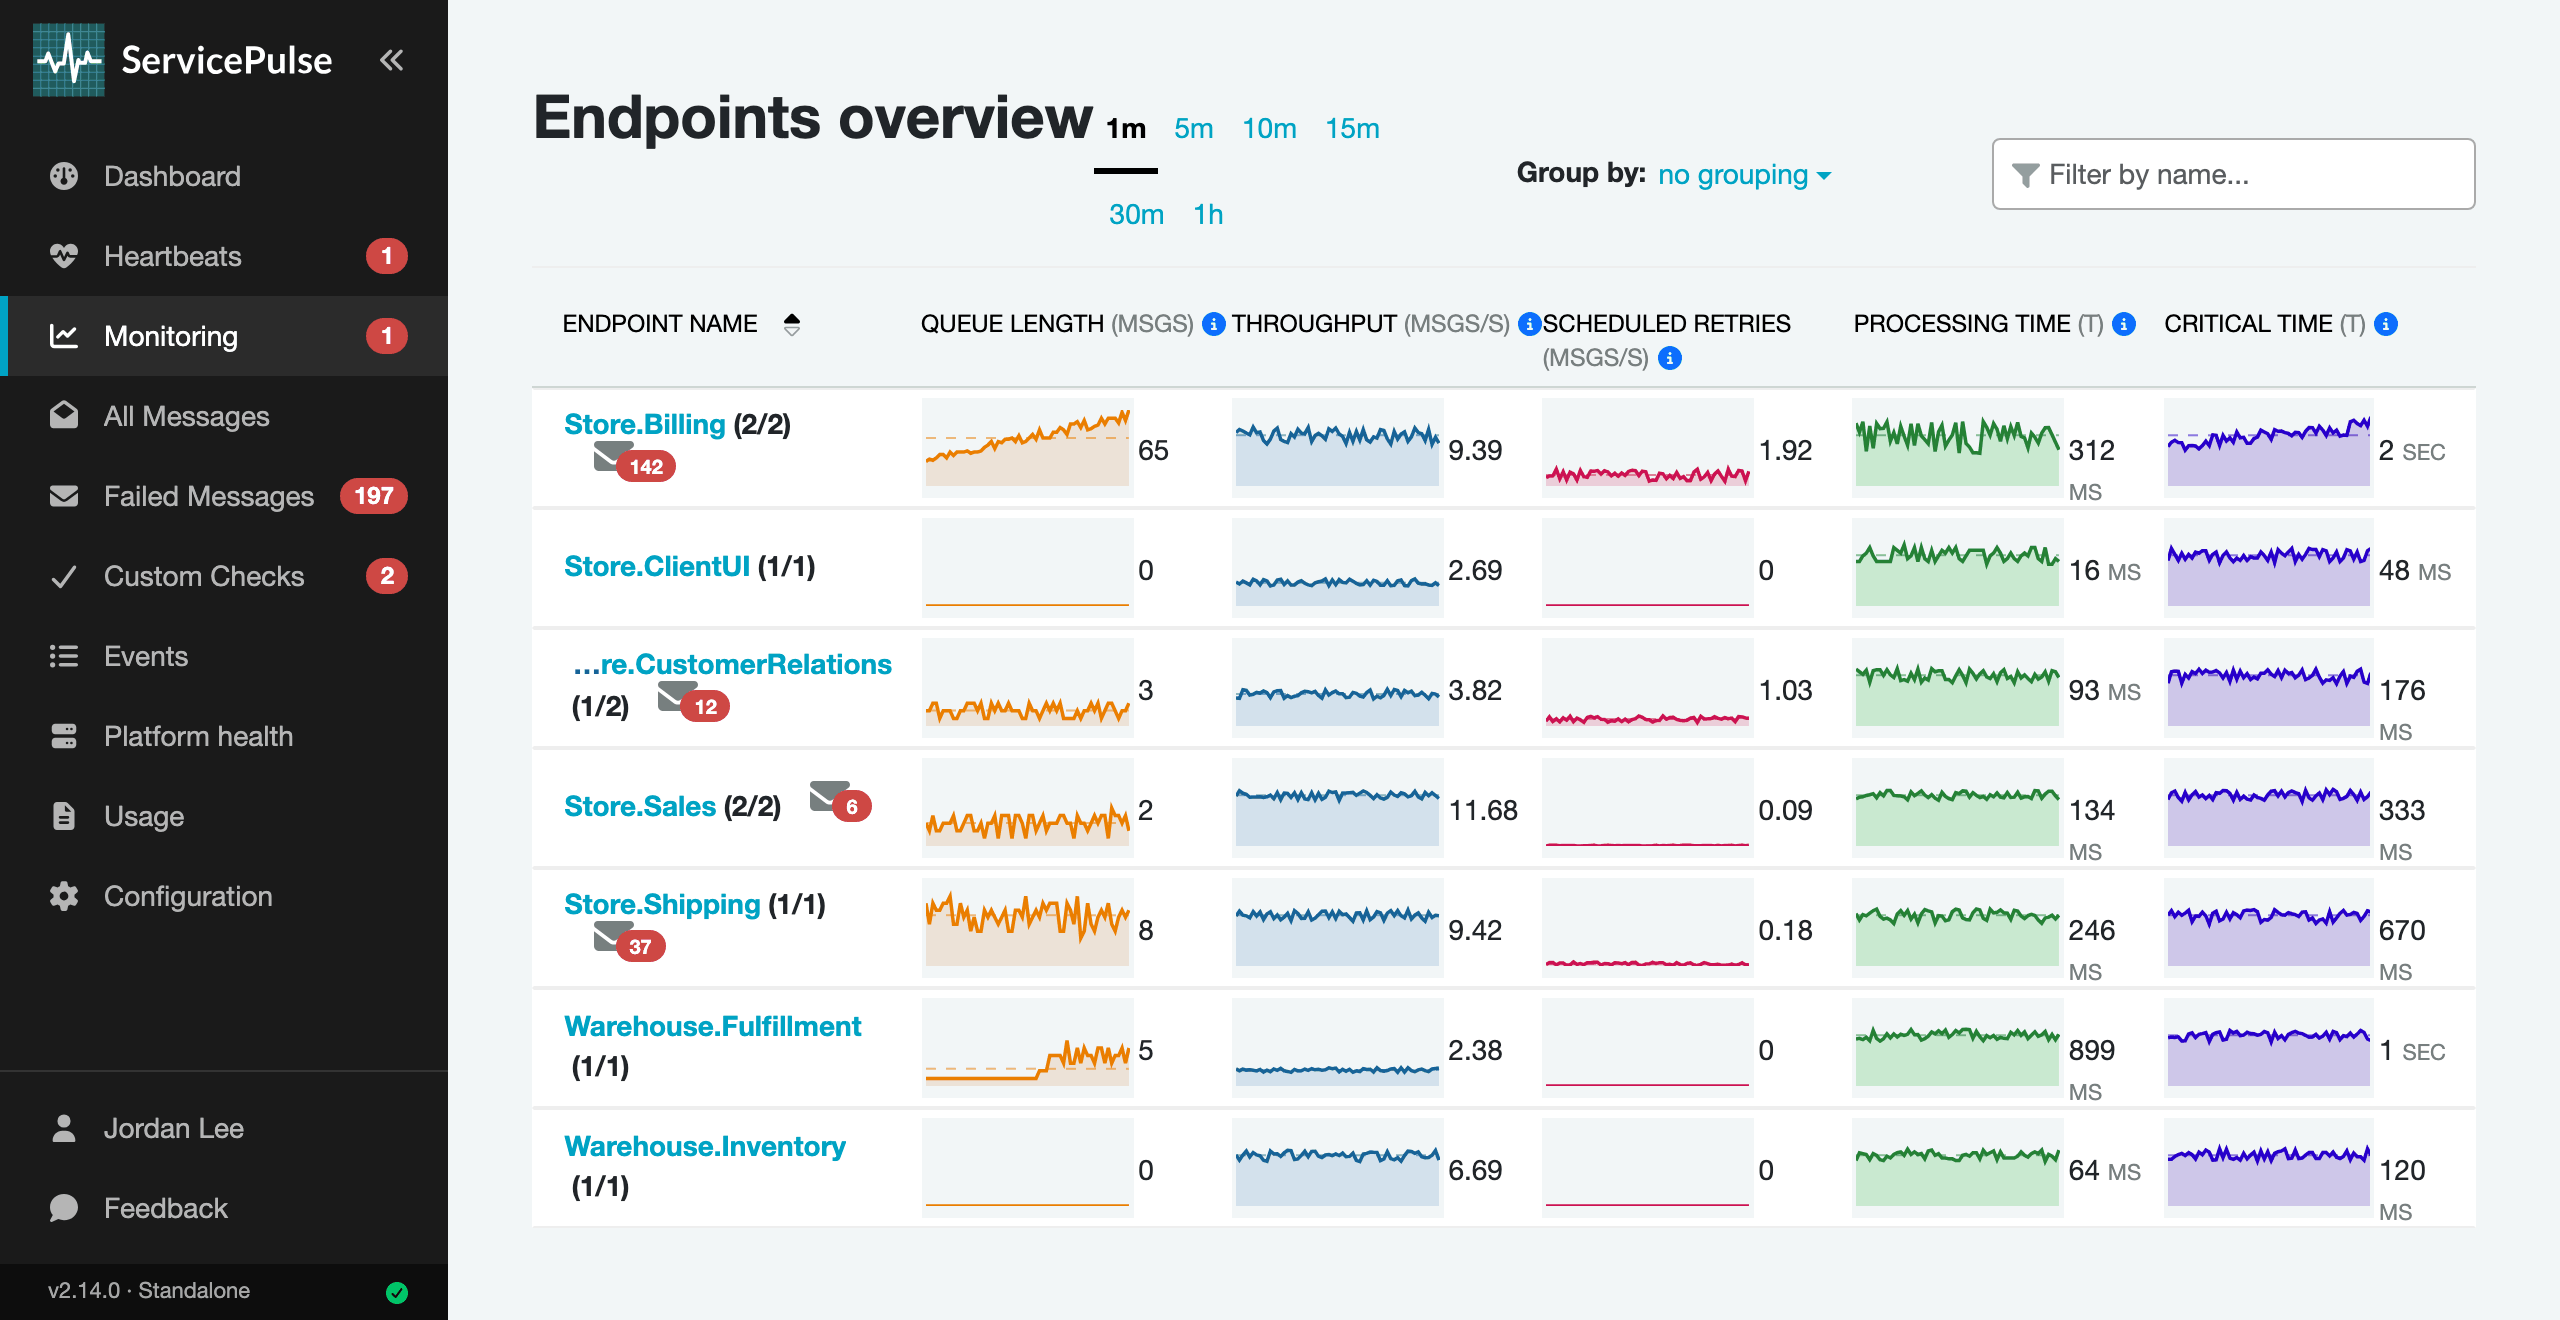 ServicePulse
Dashboard
Heartbeats 1
Monitoring 1
All Messages
Failed Messages 197
Custom Checks 2
Events
Platform health
Usage
Configuration
Jordan Lee
Feedback
v2.14.0 · Standalone
Endpoints overview 1m 5m 10m 15m
30m 1h
Group by: no grouping
Filter by name...
ENDPOINT NAME QUEUE LENGTH (MSGS) THROUGHPUT (MSGS/S) SCHEDULED RETRIES PROCESSING TIME (T) CRITICAL TIME (T)
(MSGS/S)
Store.Billing (2/2)
142
65 9.39 1.92 312 MS 2 SEC
Store.ClientUI (1/1) 0 2.69 0 16 MS 48 MS
...re.CustomerRelations
(1/2) 12
3 3.82 1.03 93 MS 176 MS
Store.Sales (2/2) 6 2 11.68 0.09 134 MS 333 MS
Store.Shipping (1/1)
37
8 9.42 0.18 246 MS 670 MS
Warehouse.Fulfillment
(1/1)
5 2.38 0 899 MS 1 SEC
Warehouse.Inventory
(1/1)
0 6.69 0 64 MS 120 MS